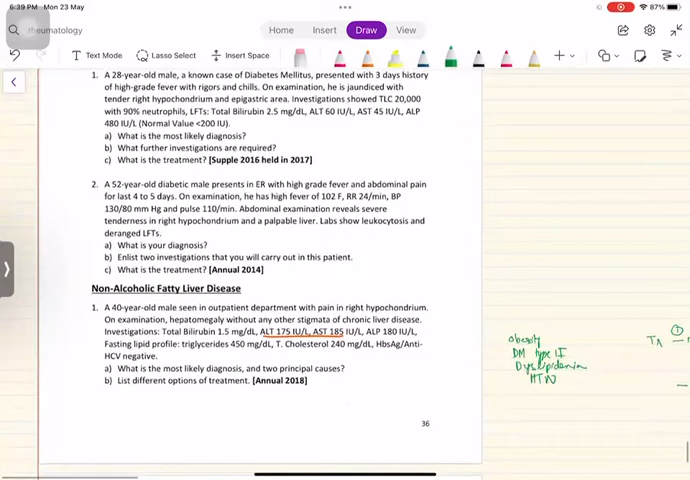 6:39 PM Mon 23 May
87%
rheumatology
Home Insert Draw View
Text Mode Lasso Select Insert Space
1. A 28-year-old male, a known case of Diabetes Mellitus, presented with 3 days history
of high-grade fever with rigors and chills. On examination, he is jaundiced with
tender right hypochondrium and epigastric area. Investigations showed TLC 20,000
with 90% neutrophils, LFTs: Total Bilirubin 2.5 mg/dL, ALT 60 IU/L, AST 45 IU/L, ALP
480 IU/L (Normal Value <200 IU).
a) What is the most likely diagnosis?
b) What further investigations are required?
c) What is the treatment? [Supple 2016 held in 2017]
2. A 52-year-old diabetic male presents in ER with high grade fever and abdominal pain
for last 4 to 5 days. On examination, he has high fever of 102 F, RR 24/min, BP
130/80 mm Hg and pulse 110/min. Abdominal examination reveals severe
tenderness in right hypochondrium and a palpable liver. Labs show leukocytosis and
deranged LFTs.
a) What is your diagnosis?
b) Enlist two investigations that you will carry out in this patient.
c) What is the treatment? [Annual 2014]
Non-Alcoholic Fatty Liver Disease
1. A 40-year-old male seen in outpatient department with pain in right hypochondrium.
On examination, hepatomegaly without any other stigmata of chronic liver disease.
Investigations: Total Bilirubin 1.5 mg/dL, ALT 175 IU/L, AST 185 IU/L, ALP 180 IU/L,
Fasting lipid profile: triglycerides 450 mg/dL, T. Cholesterol 240 mg/dL, HbsAg/Anti-
HCV negative.
a) What is the most likely diagnosis, and two principal causes?
b) List different options of treatment. [Annual 2018]
36
obesity
DM type II
Dyslipidemia
HTN
①